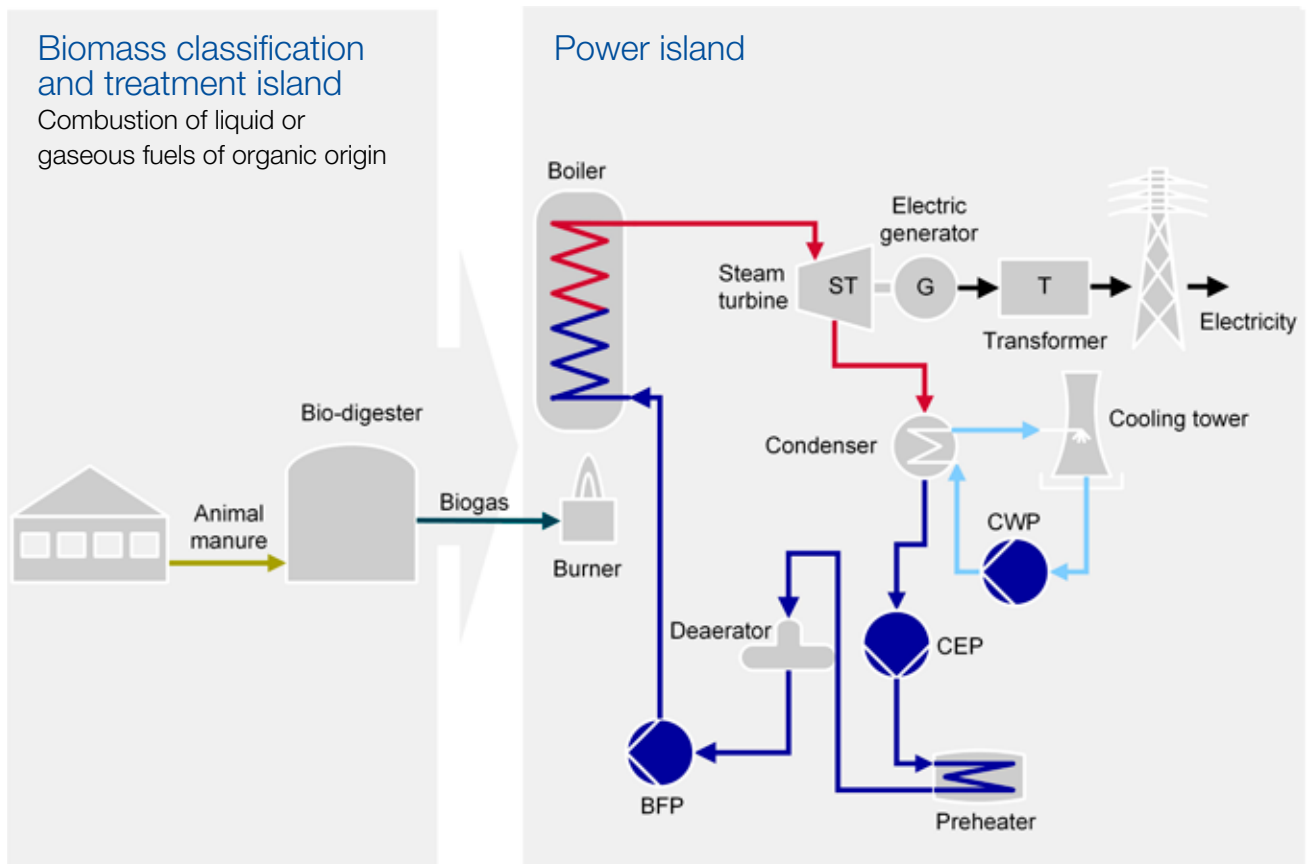 Biomass classification
and treatment island
Combustion of liquid or
gaseous fuels of organic origin
Power island
Boiler
Electric
generator
Steam
turbine
ST
G
T
Transformer
Electricity
Bio-digester
Condenser
Cooling tower
Animal
manure
Biogas
Burner
CWP
Deaerator
CEP
BFP
Preheater